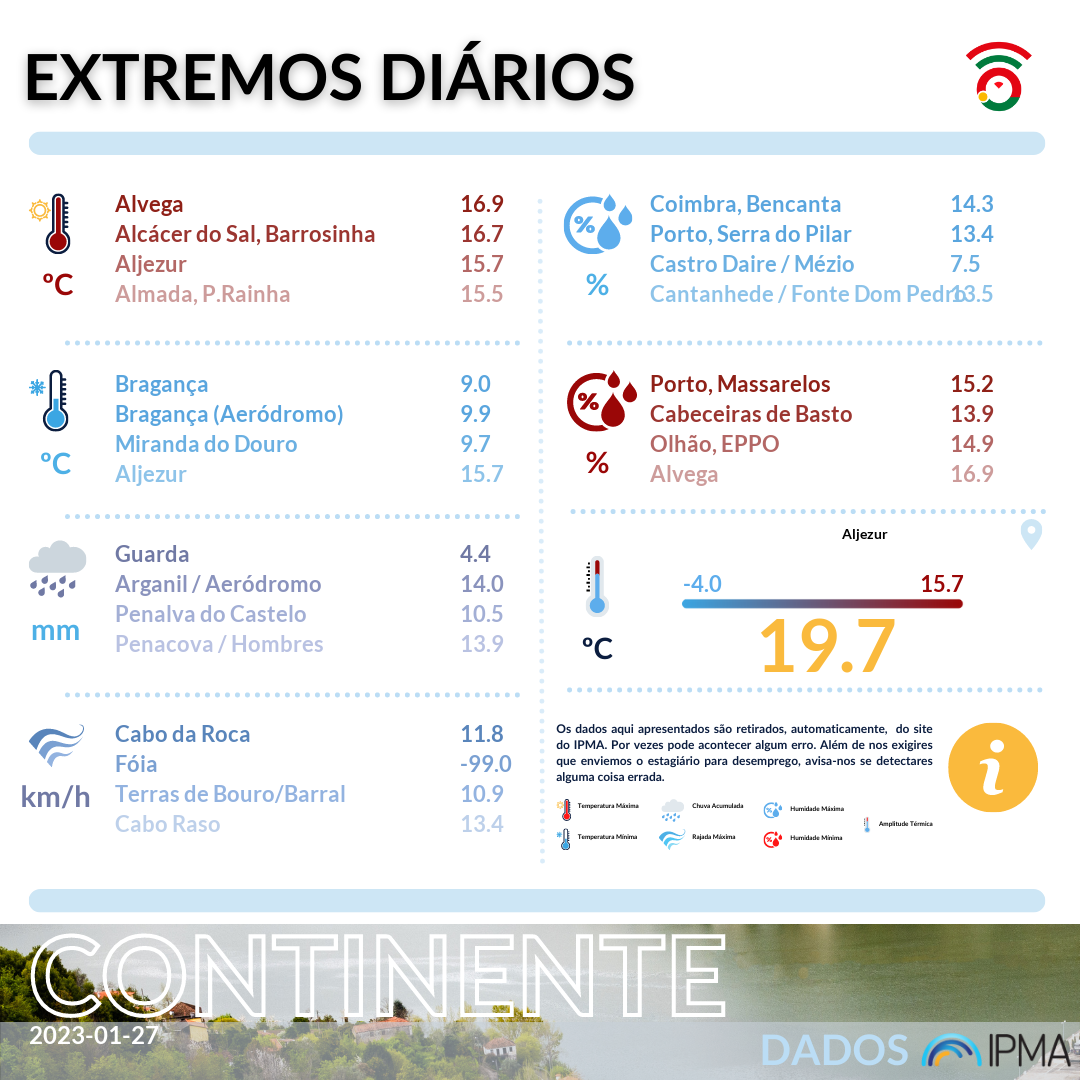 EXTREMOS DIÁRIOS
Alvega 16.9
Alcácer do Sal, Barrosinha 16.7
Aljezur 15.7
Almada, P.Rainha 15.5
ºC
Bragança 9.0
Bragança (Aeródromo) 9.9
Miranda do Douro 9.7
Aljezur 15.7
ºC
Guarda 4.4
Arganil / Aeródromo 14.0
Penalva do Castelo 10.5
Penacova / Hombres 13.9
mm
Cabo da Roca 11.8
Fóia -99.0
Terras de Bouro/Barral 10.9
Cabo Raso 13.4
km/h
%
Coimbra, Bencanta 14.3
Porto, Serra do Pilar 13.4
Castro Daire / Mézio 7.5
Cantanhede / Fonte Dom Pedro 13.5
%
%
Porto, Massarelos 15.2
Cabeceiras de Basto 13.9
Olhão, EPPO 14.9
Alvega 16.9
%
Aljezur
-4.0 15.7
19.7
ºC
Os dados aqui apresentados são retirados, automaticamente, do site
do IPMA. Por vezes pode acontecer algum erro. Além de nos exigires
que enviemos o estagiário para desemprego, avisa-nos se detectares
alguma coisa errada.
i
Temperatura Máxima Chuva Acumulada Humidade Máxima
Amplitude Térmica
Temperatura Mínima Rajada Máxima Humidade Mínima
CONTINENTE
2023-01-27
DADOS IPMA